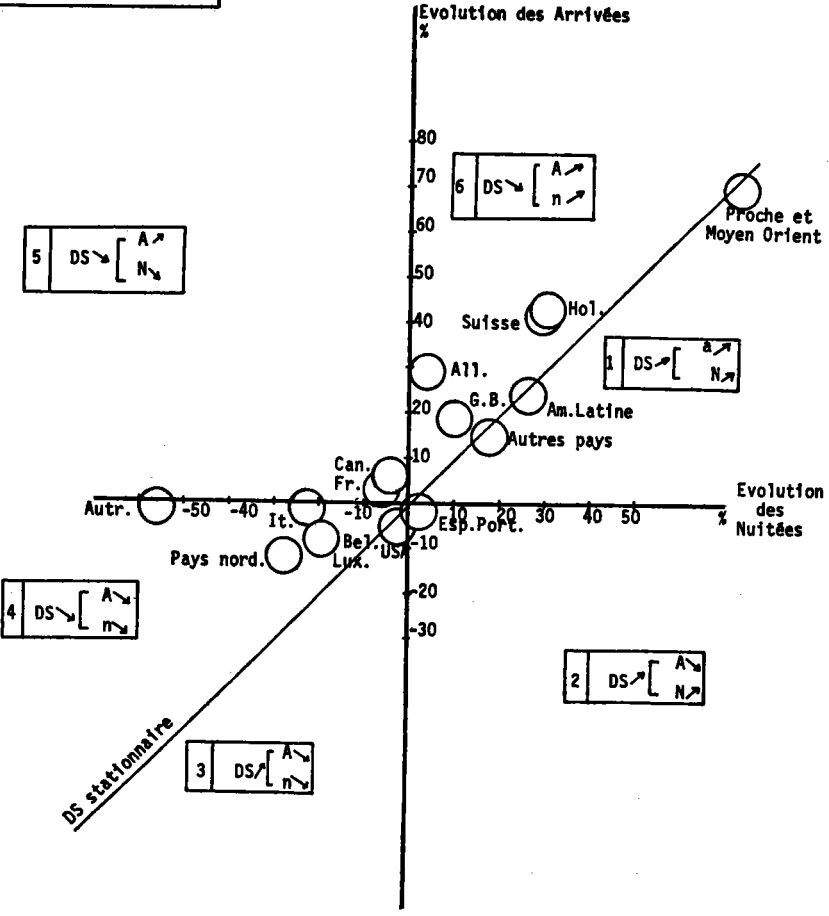 Evolution des Arrivées
%
80
70
60
50
40
20
10
-10
-20
-30
6 DS↘ [ A↗
n↗
5 DS↘ [ A↗
N↘
Proche et
Moyen Orient
Hol.
Suisse
1 DS↗ [ a↗
N↗
All.
G.B.
Am.Latine
Autres pays
Can.
Fr.
Autr. -50 -40 -10 10 20 30 40 50 %
Evolution
des
Nuitées
It.
Esp.Port.
Bel.
Lux.
USA
Pays nord.
4 DS↘ [ A↘
n↘
2 DS↗ [ A↘
N↗
3 DS↗ [ A↘
n↘
DS stationnaire